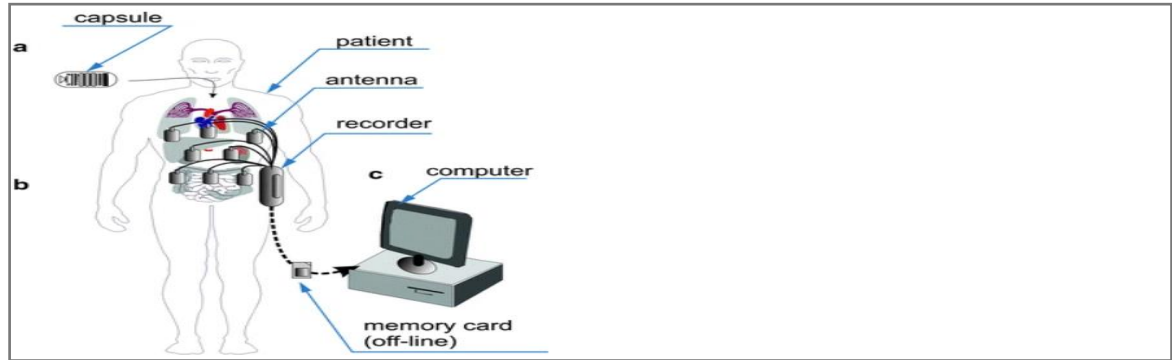 capsule
a
patient
antenna
recorder
b
c
computer
memory card
(off-line)